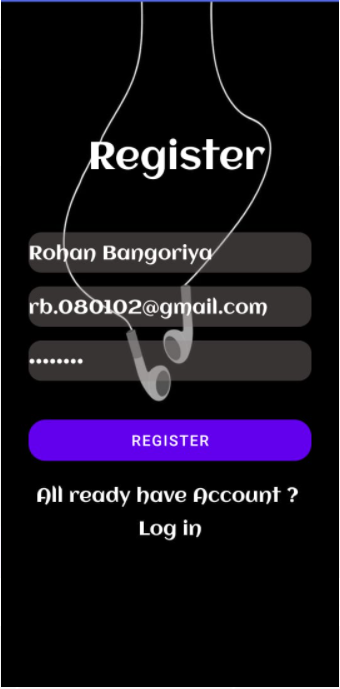 Register
Rohan Bangoriya
rb.080102@gmail.com
••••••••
REGISTER
All ready have Account ?
Log in